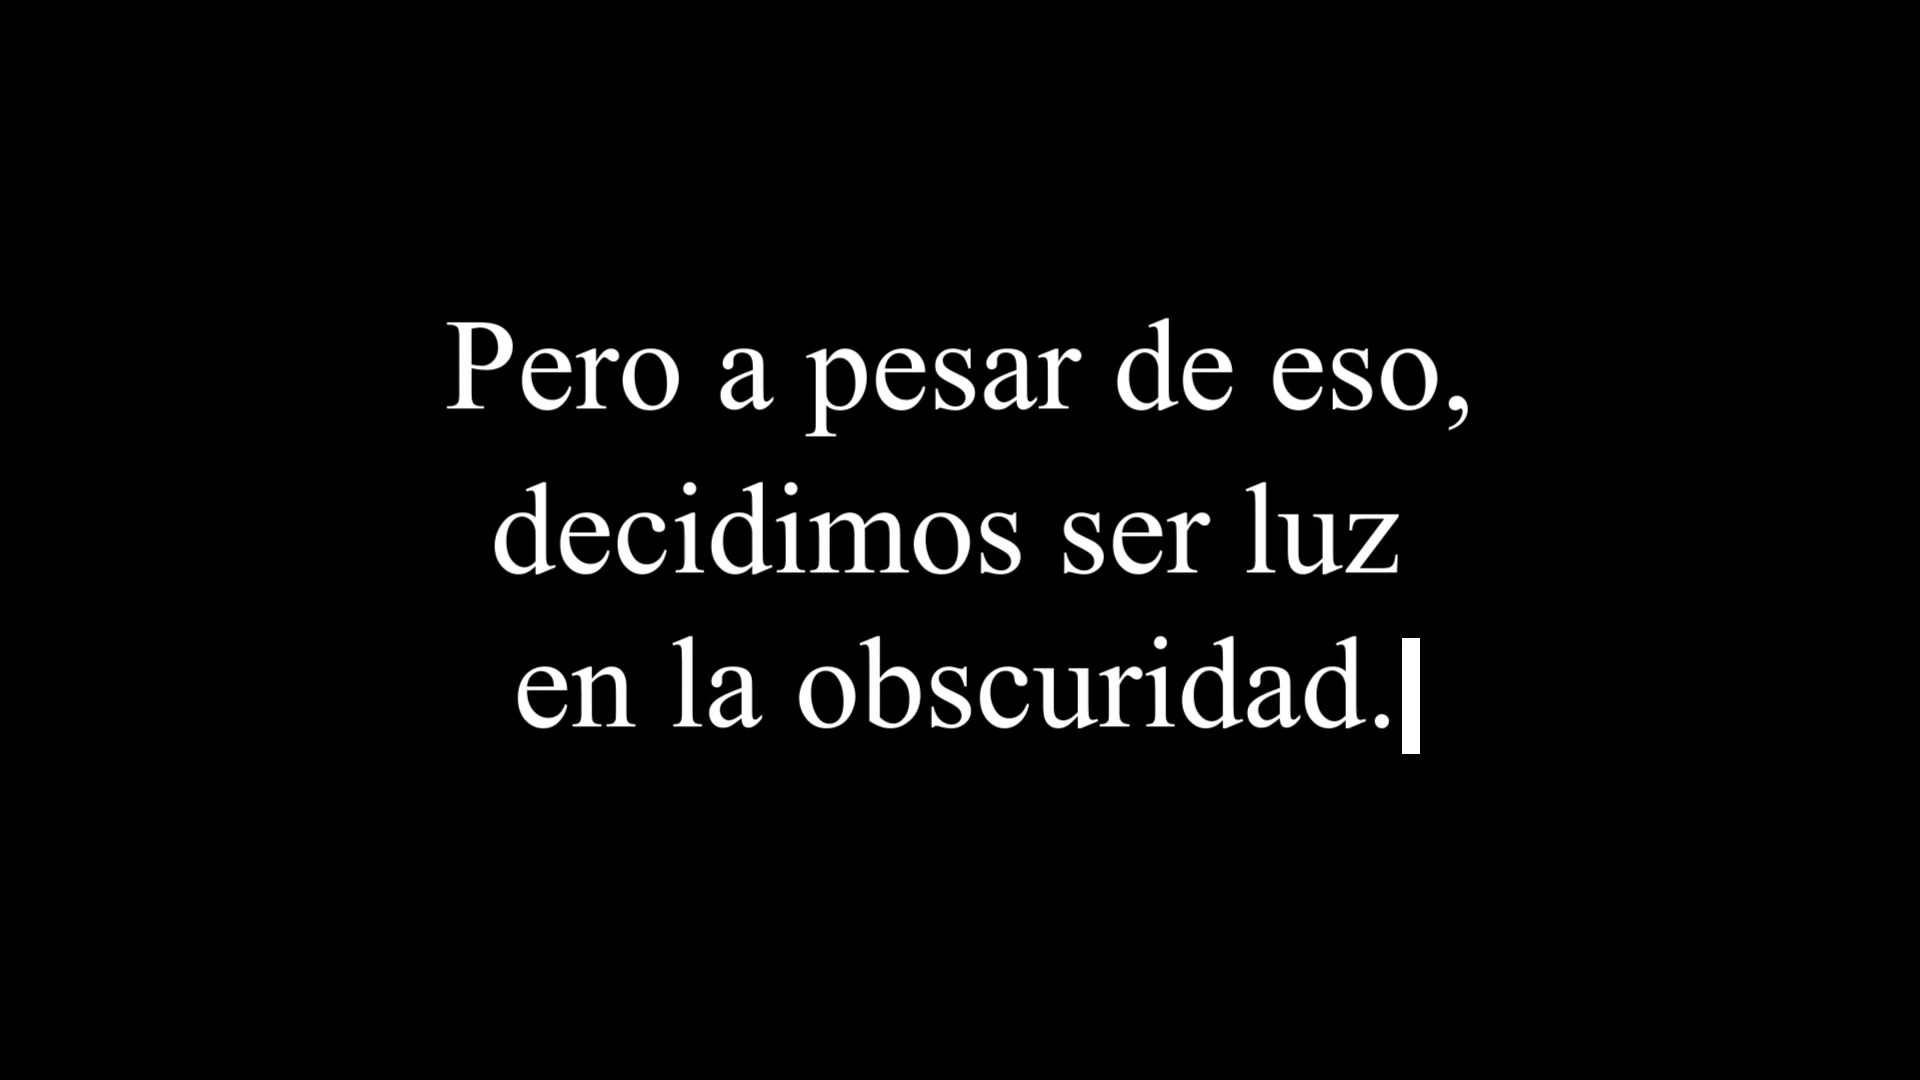 Pero a pesar de eso,
decidimos ser luz
en la obscuridad.